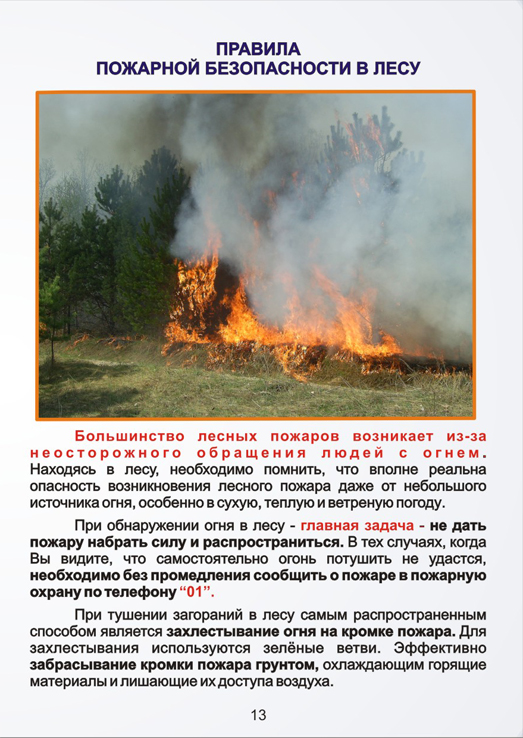 ПРАВИЛА
ПОЖАРНОЙ БЕЗОПАСНОСТИ В ЛЕСУ
Большинство лесных пожаров возникает из-за
неосторожного обращения людей с огнем.
Находясь в лесу, необходимо помнить, что вполне реальна
опасность возникновения лесного пожара даже от небольшого
источника огня, особенно в сухую, теплую и ветреную погоду.
При обнаружении огня в лесу - главная задача - не дать
пожару набрать силу и распространиться. В тех случаях, когда
Вы видите, что самостоятельно огонь потушить не удастся,
необходимо без промедления сообщить о пожаре в пожарную
охрану по телефону “01”.
При тушении загораний в лесу самым распространенным
способом является захлестывание огня на кромке пожара. Для
захлестывания используются зелёные ветви. Эффективно
забрасывание кромки пожара грунтом, охлаждающим горящие
материалы и лишающие их доступа воздуха.
13